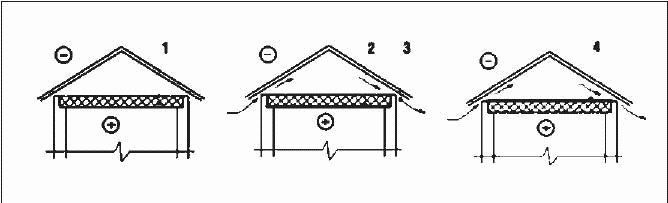 1 2 3 4
− − −
+ + +